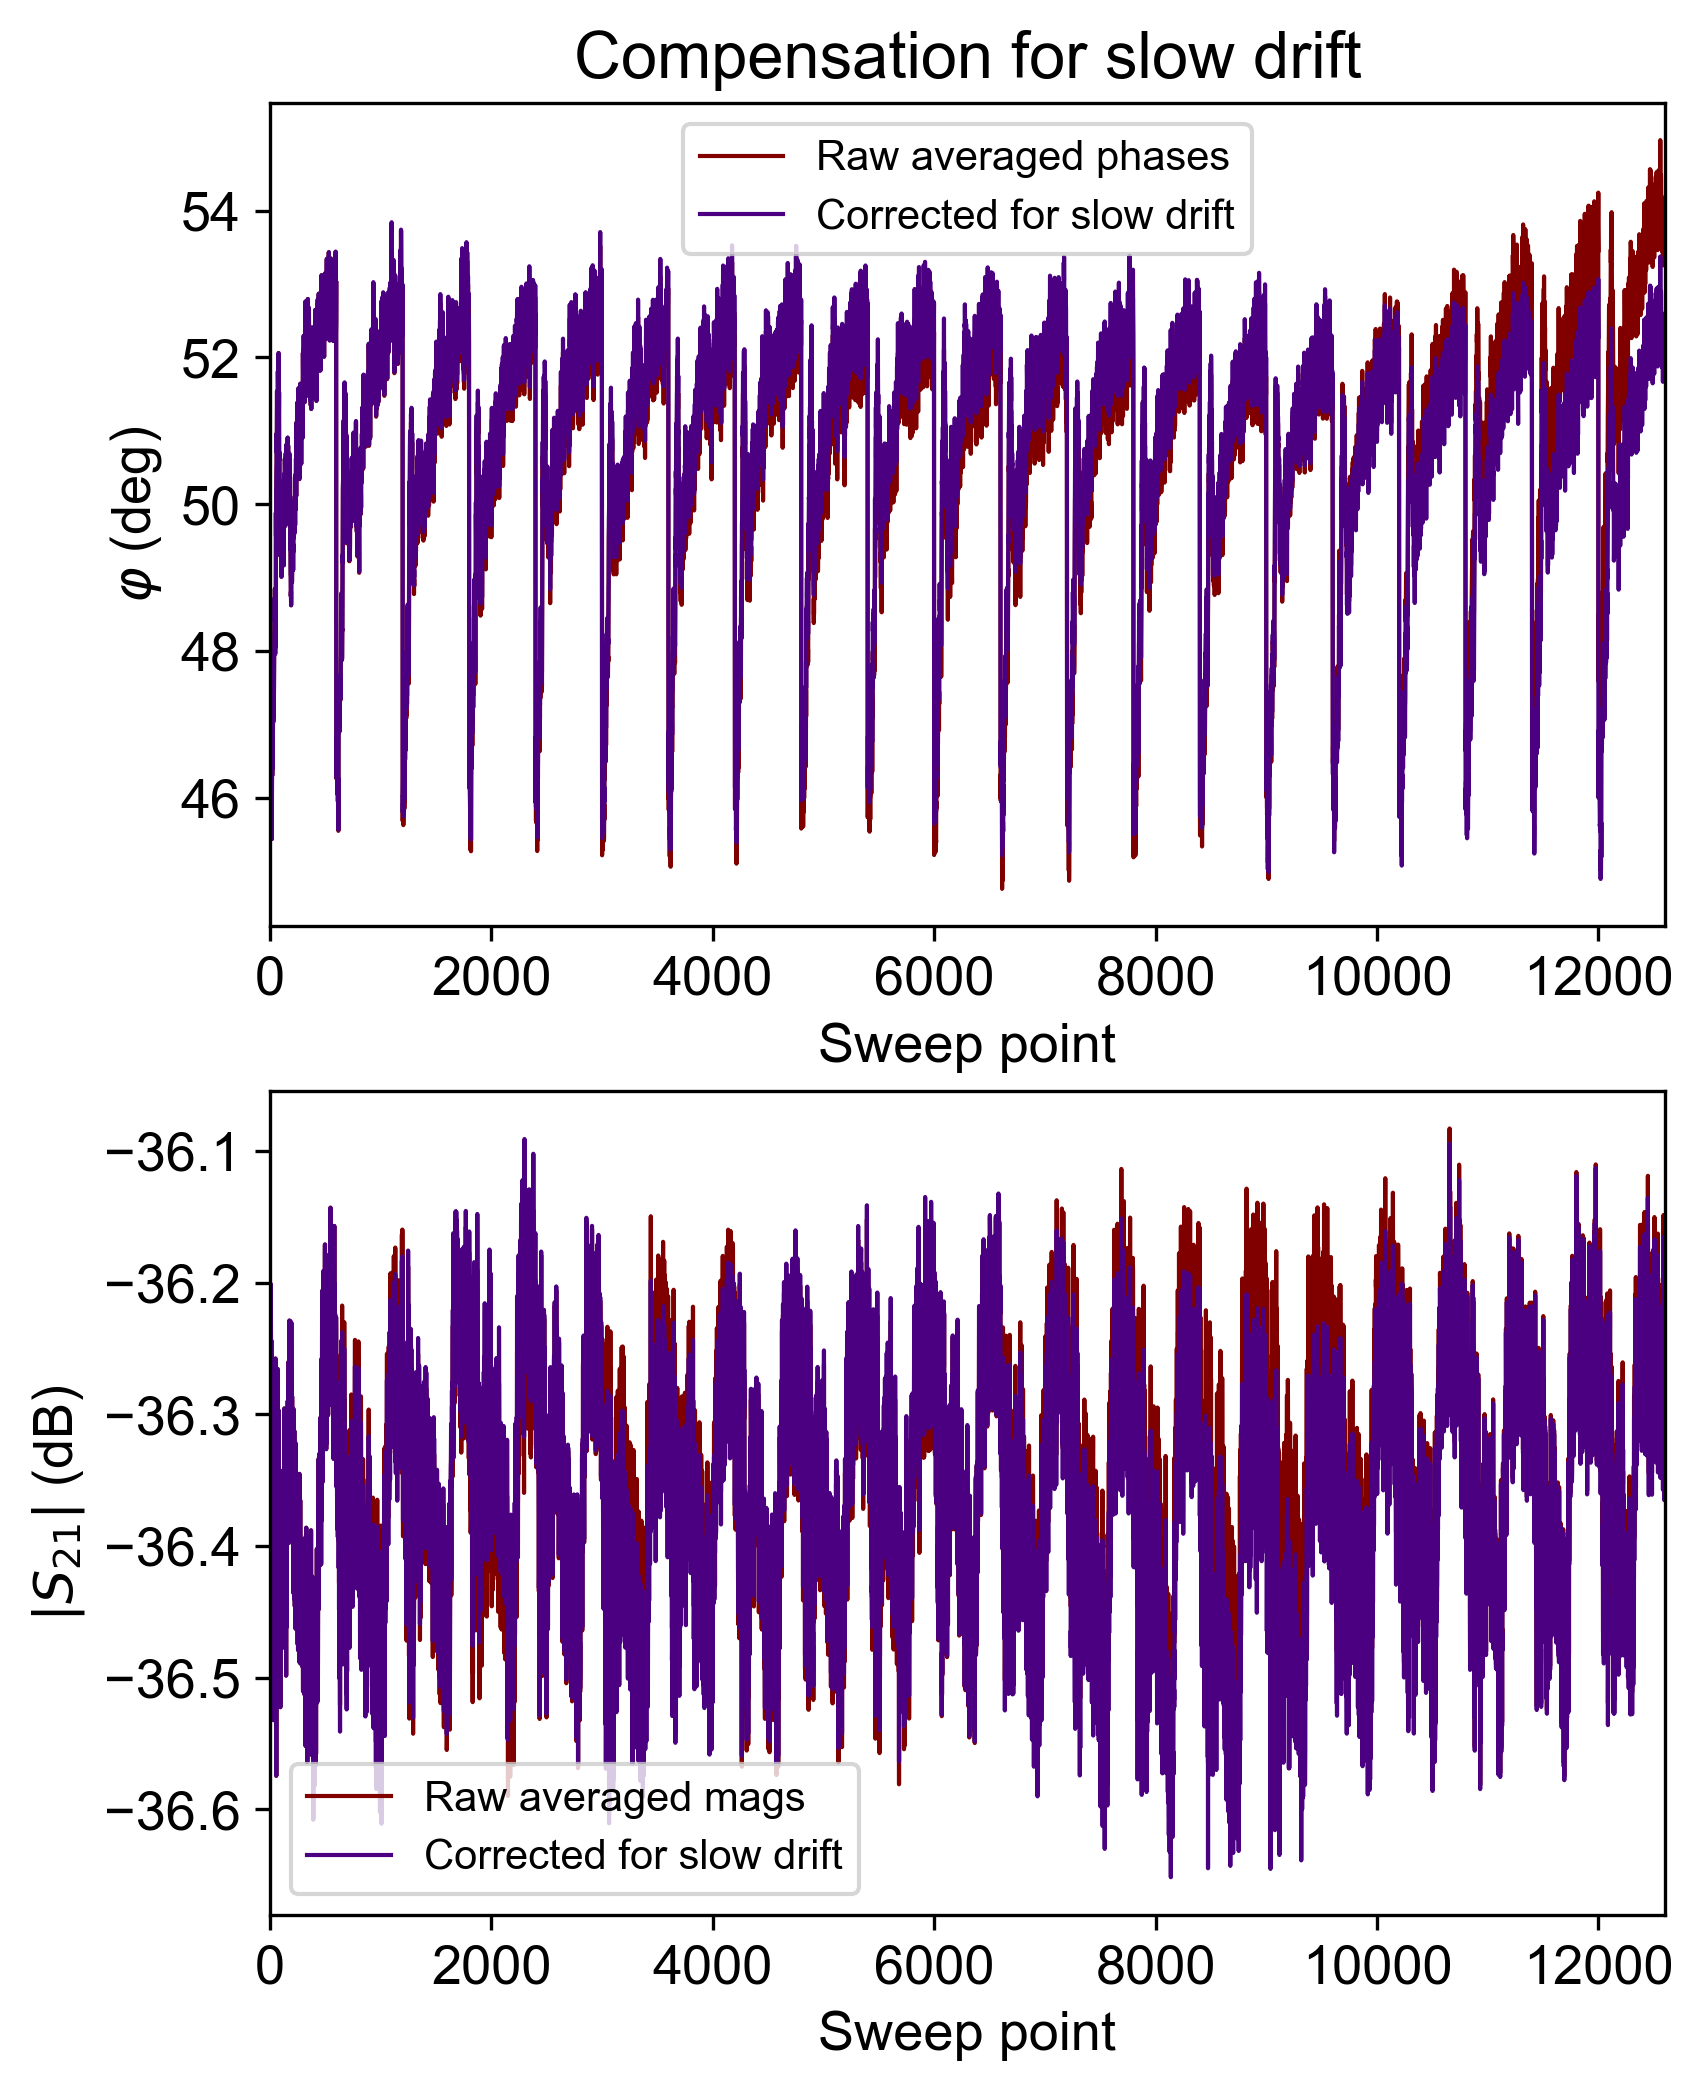 Compensation for slow drift
Raw averaged phases
Corrected for slow drift
54
52
50
48
46
φ (deg)
0 2000 4000 6000 8000 10000 12000
Sweep point
−36.1
−36.2
−36.3
−36.4
−36.5
−36.6
|S₂₁| (dB)
Raw averaged mags
Corrected for slow drift
0 2000 4000 6000 8000 10000 12000
Sweep point